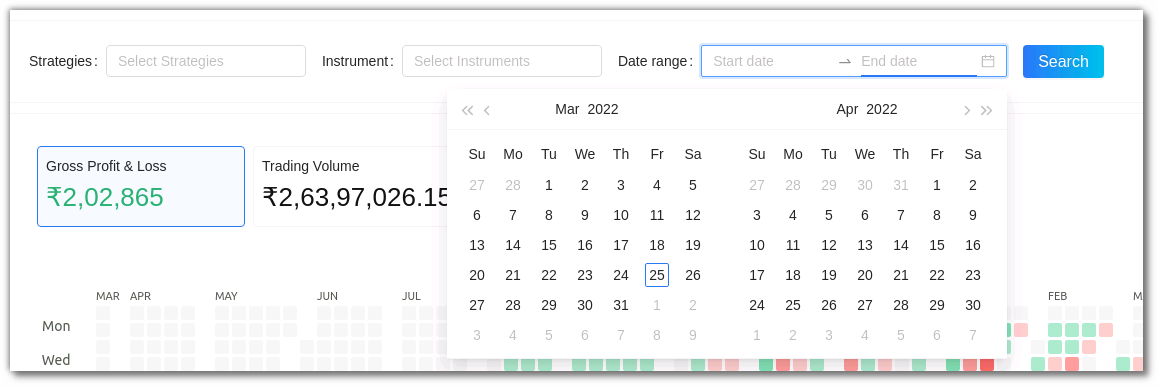 Strategies: Select Strategies Instrument: Select Instruments Date range: Start date End date Search
Mar 2022 Apr 2022
Su Mo Tu We Th Fr Sa Su Mo Tu We Th Fr Sa
27 28 1 2 3 4 5 27 28 29 30 31 1 2
6 7 8 9 10 11 12 3 4 5 6 7 8 9
13 14 15 16 17 18 19 10 11 12 13 14 15 16
20 21 22 23 24 25 26 17 18 19 20 21 22 23
27 28 29 30 31 1 2 24 25 26 27 28 29 30
3 4 5 6 7 8 9 1 2 3 4 5 6 7
Gross Profit & Loss
₹2,02,865
Trading Volume
₹2,63,97,026.15
MAR APR MAY JUN JUL FEB
Mon
Wed